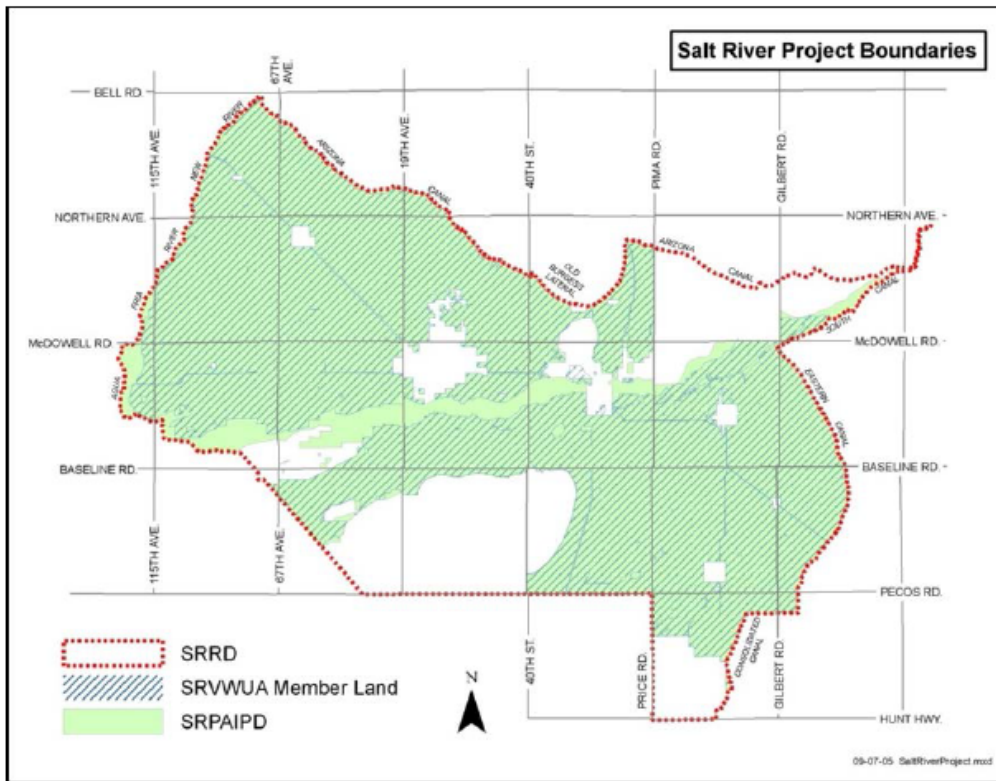 Salt River Project Boundaries
67TH
AVE.
BELL RD.
115TH AVE.
NEW
RIVER
ARIZONA
19TH AVE.
CANAL
40TH ST.
PIMA RD.
GILBERT RD.
NORTHERN AVE.
NORTHERN AVE.
RIVER
OLD
BURGESS
LATERAL
ARIZONA
CANAL
CANAL
SOUTH
FRIA
McDOWELL RD.
McDOWELL RD.
AGUA
EASTERN
CANAL
BASELINE RD.
BASELINE RD.
115TH AVE.
67TH AVE.
19TH AVE.
PECOS RD.
40TH ST.
PRICE RD.
CONSOLIDATED
CANAL
GILBERT RD.
HUNT HWY.
SRRD
SRVWUA Member Land
SRPAIPD
N
09-07-05 SaltRiverProject.mxd